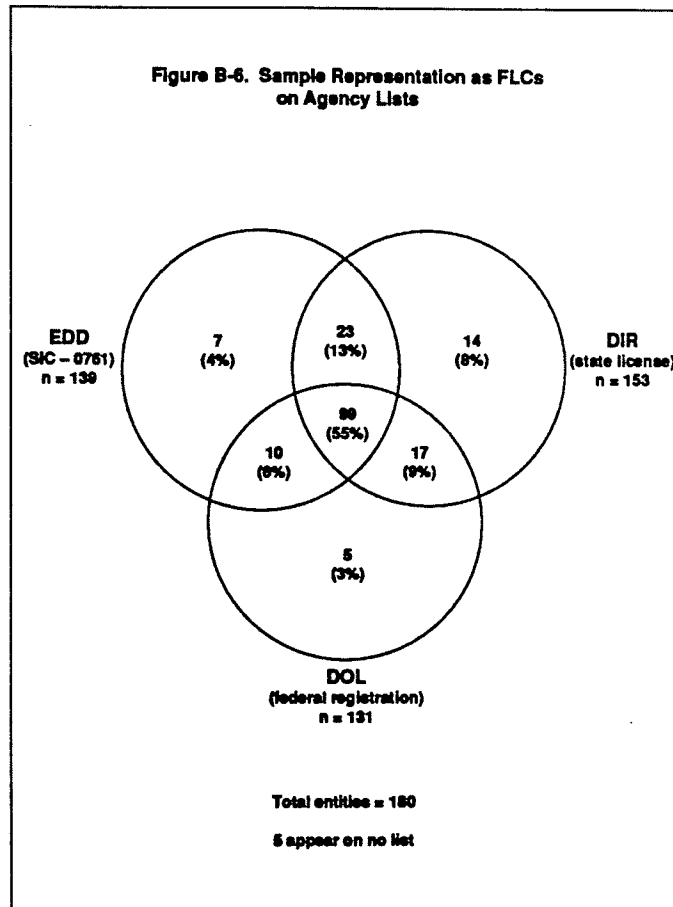 Figure B-6. Sample Representation as FLCs
on Agency Lists
EDD
(SIC – 0761)
n = 139
7
(4%)
23
(13%)
14
(8%)
DIR
(state license)
n = 153
99
(55%)
10
(6%)
17
(9%)
5
(3%)
DOL
(federal registration)
n = 131
Total entities = 180
5 appear on no list